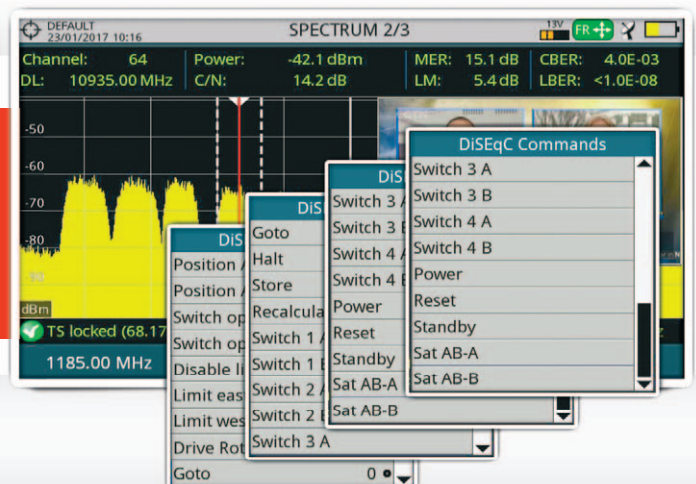 DEFAULT
23/01/2017 10:16
SPECTRUM 2/3
13V
FR
Channel: 64
Power: -42.1 dBm
MER: 15.1 dB
CBER: 4.0E-03
DL: 10935.00 MHz
C/N: 14.2 dB
LM: 5.4 dB
LBER: <1.0E-08
-50
-60
-70
-80
-90
dBm
TS locked (68.17
1185.00 MHz
DiS
Position
Position
Switch op
Switch op
Disable li
Limit eas
Limit wes
Drive Rot
Goto 0
DiS
Goto
Halt
Store
Recalcula
Switch 1
Switch 1
Switch 2
Switch 2
Switch 3 A
DiS
Switch 3
Switch 3
Switch 4
Switch 4
Power
Reset
Standby
Sat AB-A
Sat AB-B
DiSEqC Commands
Switch 3 A
Switch 3 B
Switch 4 A
Switch 4 B
Power
Reset
Standby
Sat AB-A
Sat AB-B